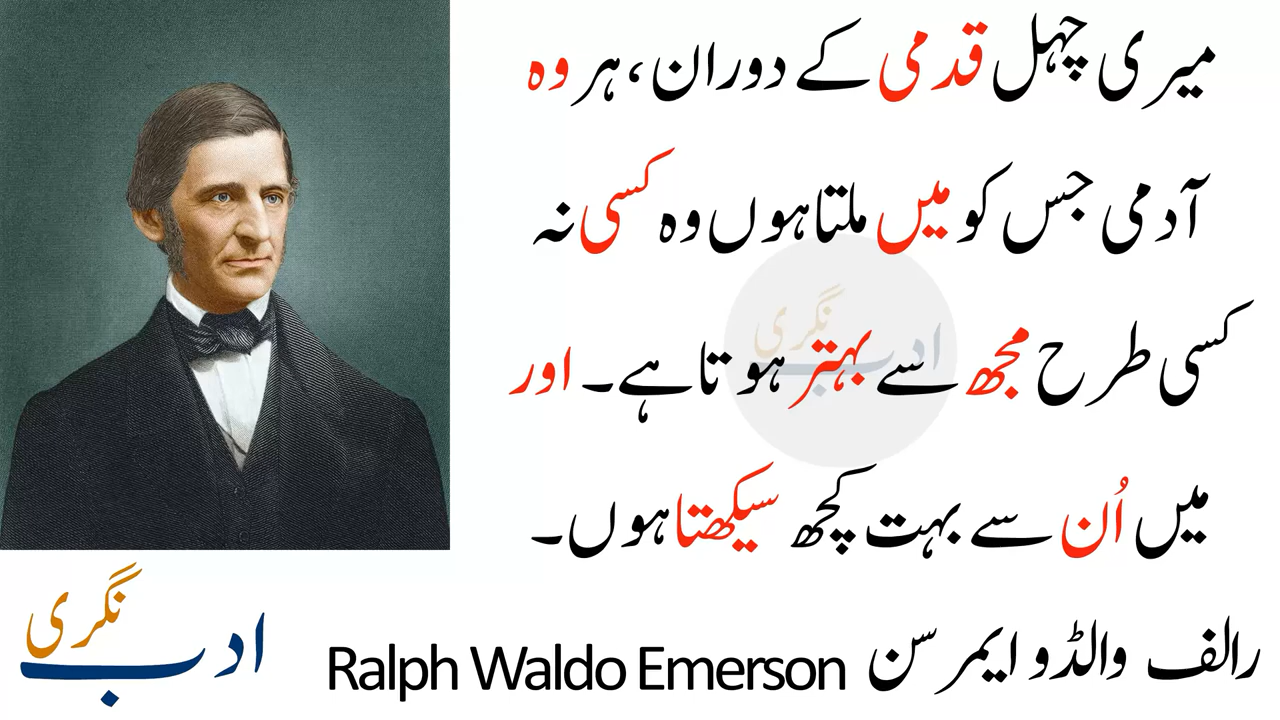 میری چہل قدمی کے دوران، ہر وہ
آدمی جس کو میں ملتا ہوں وہ کسی نہ
کسی طرح مجھ سے بہتر ہوتا ہے۔ اور
میں اُن سے بہت کچھ سیکھتا ہوں۔
رالف والڈو ایمرسن Ralph Waldo Emerson
ادب نگری
ادب نگری